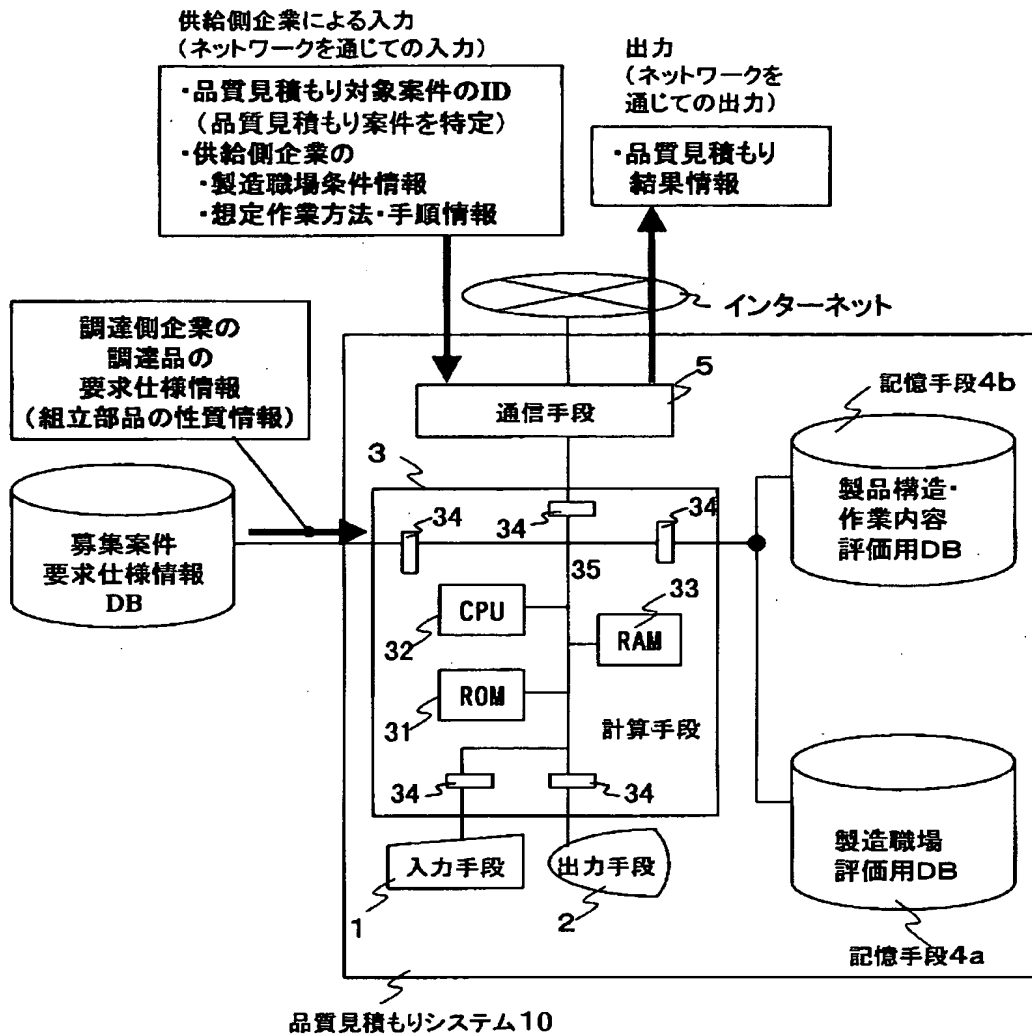 供給側企業による入力
(ネットワークを通じての入力)
・品質見積もり対象案件のID
(品質見積もり案件を特定)
・供給側企業の
・製造職場条件情報
・想定作業方法・手順情報
出力
(ネットワークを
通じての出力)
・品質見積もり
結果情報
インターネット
調達側企業の
調達品の
要求仕様情報
(組立部品の性質情報)
5
通信手段
記憶手段4b
3
34
34
34
募集案件
要求仕様情報
DB
製品構造・
作業内容
評価用DB
35
CPU
32
33
RAM
ROM
31
計算手段
34
34
入力手段
1
出力手段
2
製造職場
評価用DB
記憶手段4a
品質見積もりシステム10